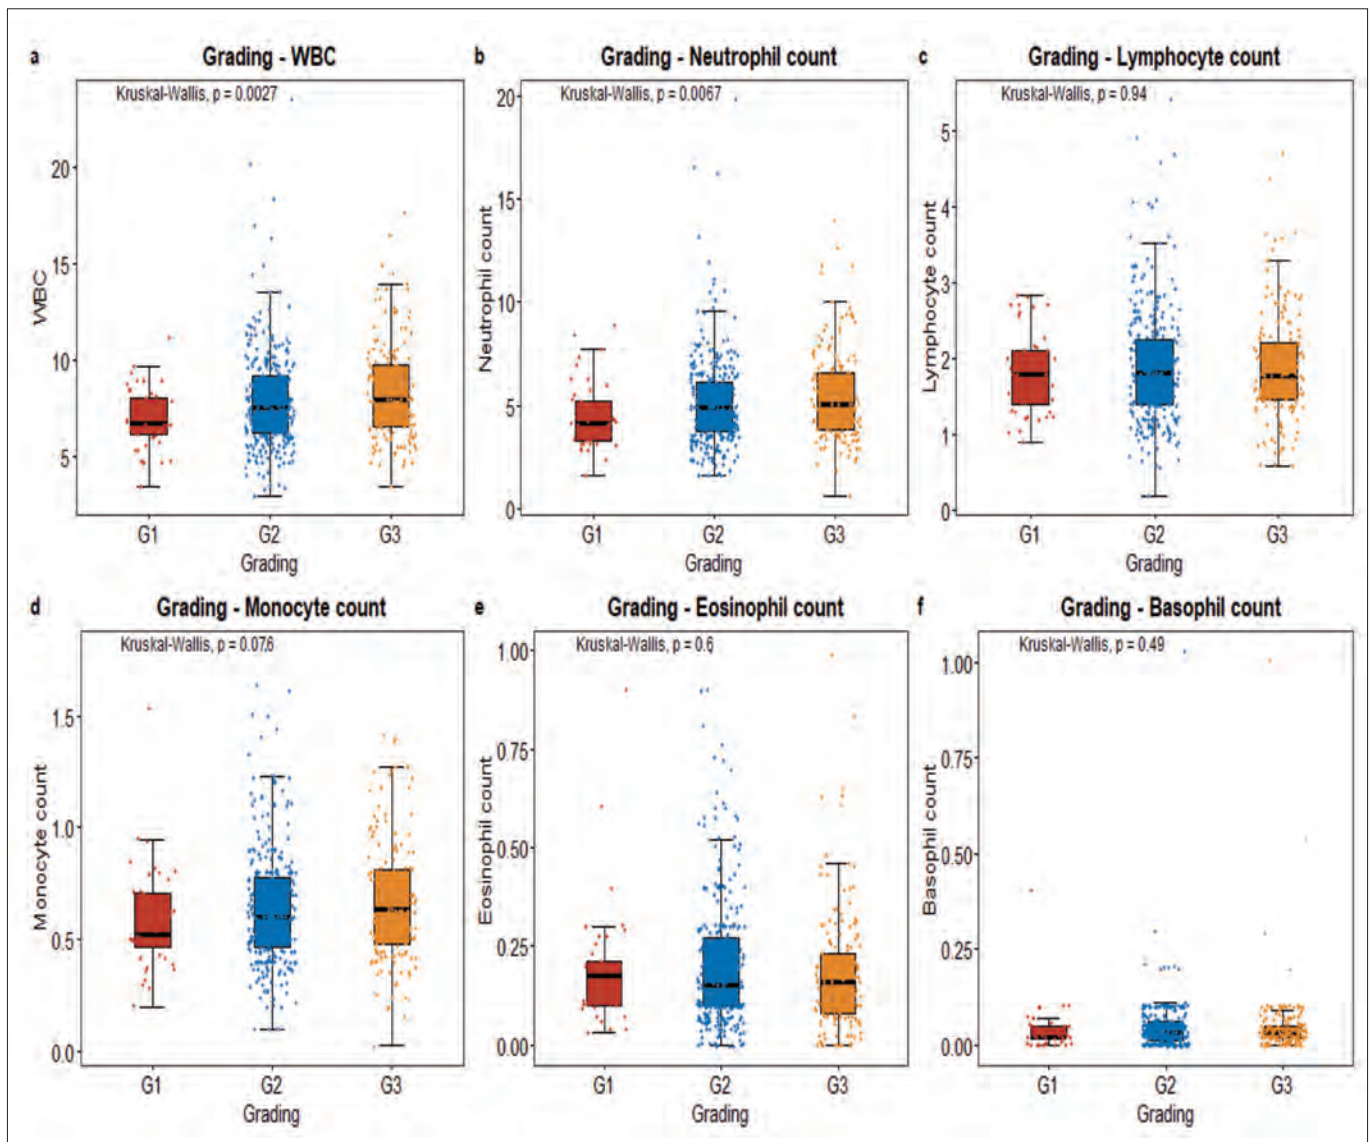 a Grading - WBC
Kruskal-Wallis, p = 0.0027
WBC
20
15
10
5
G1 G2 G3
Grading
b Grading - Neutrophil count
Kruskal-Wallis, p = 0.0067
Neutrophil count
20
15
10
5
0
G1 G2 G3
Grading
c Grading - Lymphocyte count
Kruskal-Wallis, p = 0.94
Lymphocyte count
5
4
3
2
1
0
G1 G2 G3
Grading
d Grading - Monocyte count
Kruskal-Wallis, p = 0.076
Monocyte count
1.5
1.0
0.5
0.0
G1 G2 G3
Grading
e Grading - Eosinophil count
Kruskal-Wallis, p = 0.6
Eosinophil count
1.00
0.75
0.50
0.25
0.00
G1 G2 G3
Grading
f Grading - Basophil count
Kruskal-Wallis, p = 0.49
Basophil count
1.00
0.75
0.50
0.25
0.00
G1 G2 G3
Grading